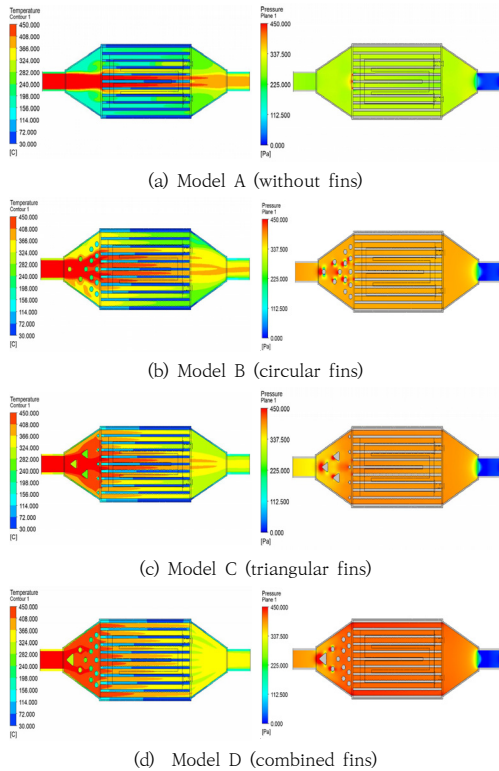 Temperature
Contour 1
450.000
408.000
366.000
324.000
282.000
240.000
198.000
156.000
114.000
72.000
30.000
[C]
Pressure
Plane 1
450.000
337.500
225.000
112.500
0.000
[Pa]
(a) Model A (without fins)
Temperature
Contour 1
450.000
408.000
366.000
324.000
282.000
240.000
198.000
156.000
114.000
72.000
30.000
[C]
Pressure
Plane 1
450.000
337.500
225.000
112.500
0.000
[Pa]
(b) Model B (circular fins)
Temperature
Contour 1
450.000
408.000
366.000
324.000
282.000
240.000
198.000
156.000
114.000
72.000
30.000
[C]
Pressure
Plane 1
450.000
337.500
225.000
112.500
0.000
[Pa]
(c) Model C (triangular fins)
Temperature
Contour 1
450.000
408.000
366.000
324.000
282.000
240.000
198.000
156.000
114.000
72.000
30.000
[C]
Pressure
Plane 1
450.000
337.500
225.000
112.500
0.000
[Pa]
(d) Model D (combined fins)